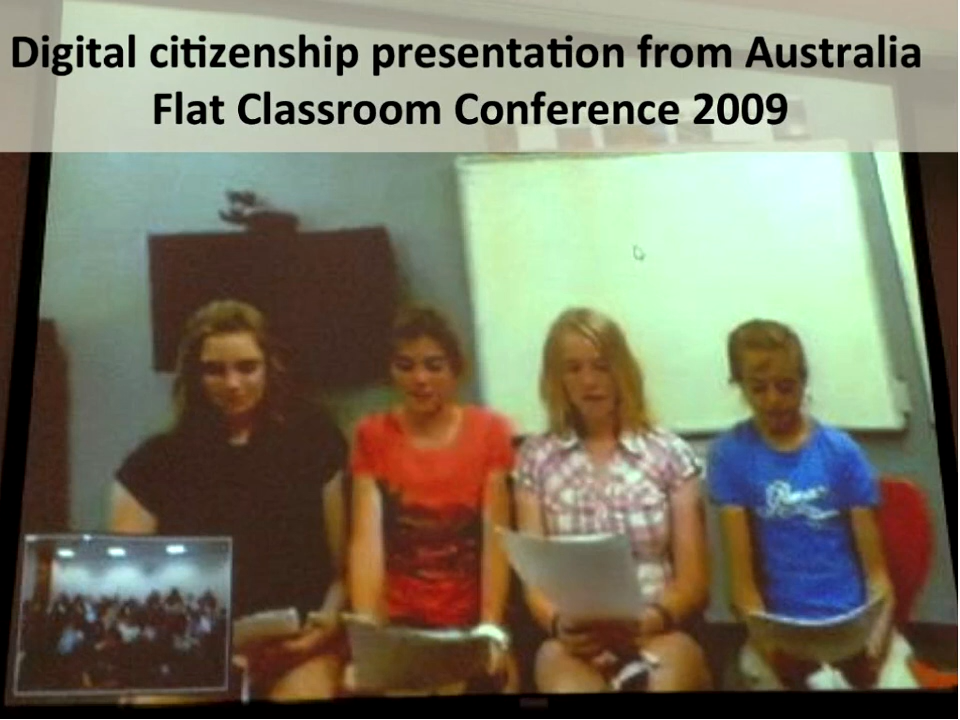 Digital citizenship presentation from Australia
Flat Classroom Conference 2009